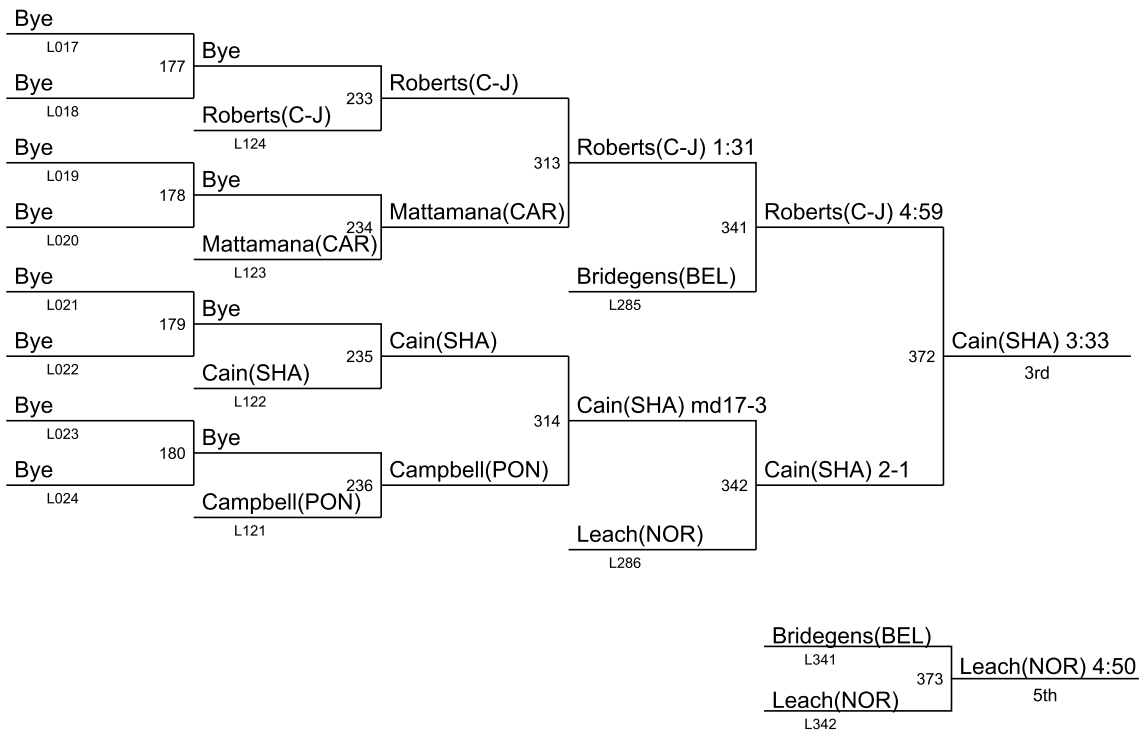 Bye
L017
177
Bye
Bye
L018
233
Roberts(C-J)
Roberts(C-J)
L124
Bye
L019
178
Bye
Bye
L020
234
Mattamana(CAR)
Mattamana(CAR)
L123
313
Roberts(C-J) 1:31
341
Roberts(C-J) 4:59
Bridegens(BEL)
L285
Bye
L021
179
Bye
Bye
L022
235
Cain(SHA)
Cain(SHA)
L122
Bye
L023
180
Bye
Bye
L024
236
Campbell(PON)
Campbell(PON)
L121
314
Cain(SHA) md17-3
342
Cain(SHA) 2-1
Leach(NOR)
L286
372
Cain(SHA) 3:33
3rd
Bridegens(BEL)
L341
373
Leach(NOR) 4:50
5th
Leach(NOR)
L342